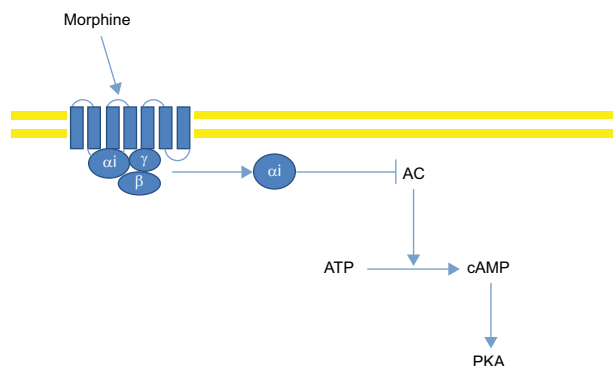 Morphine
αi
γ
β
αi
AC
ATP
cAMP
PKA